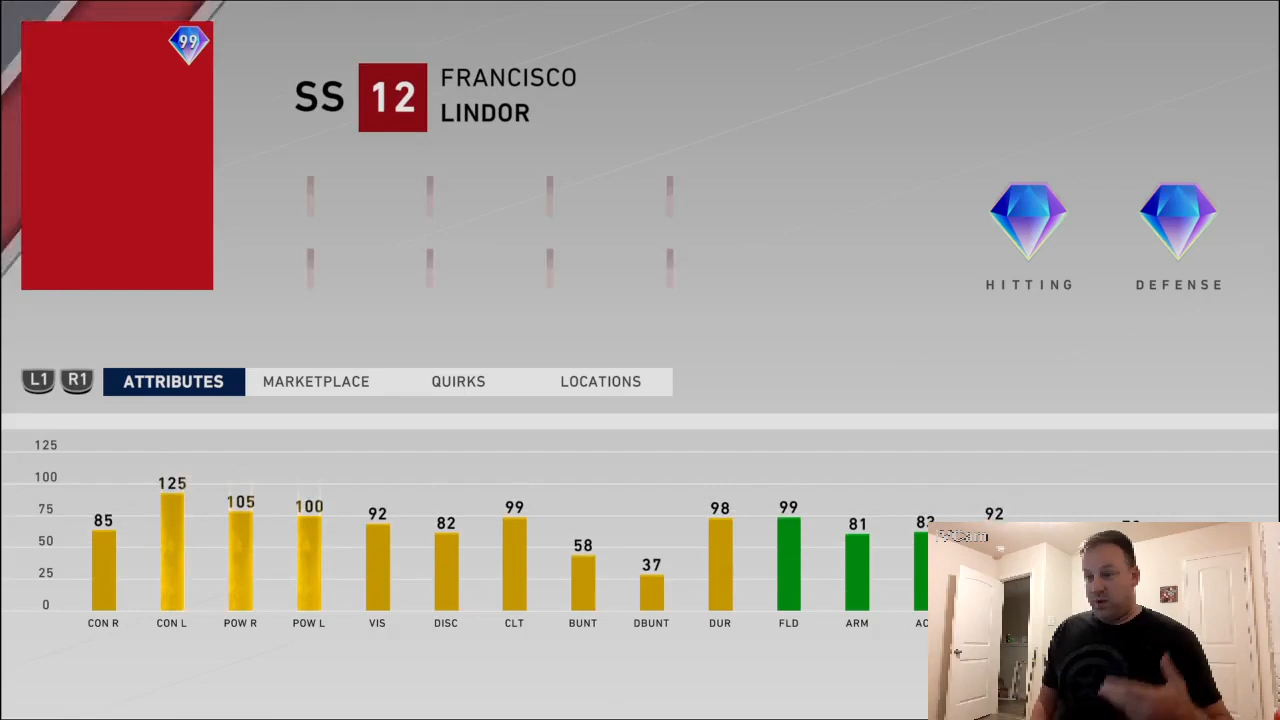 99
SS 12 FRANCISCO
LINDOR
HITTING DEFENSE
L1 R1 ATTRIBUTES MARKETPLACE QUIRKS LOCATIONS
125
100
75
50
25
0
85 125 105 100 92 82 99 58 37 98 99 81 83 92
CON R CON L POW R POW L VIS DISC CLT BUNT DBUNT DUR FLD ARM